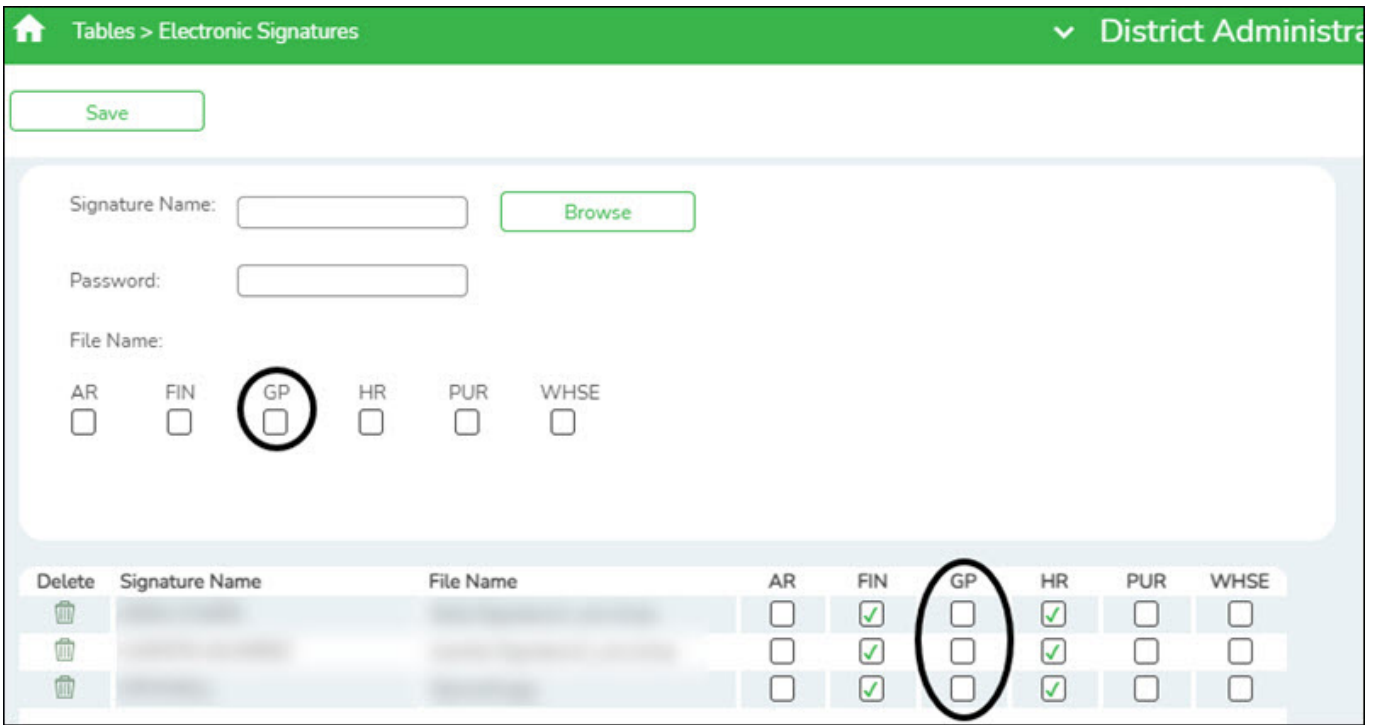 Tables > Electronic Signatures District Administra
Save
Signature Name: Browse
Password:
File Name:
AR FIN GP HR PUR WHSE
Delete Signature Name File Name AR FIN GP HR PUR WHSE